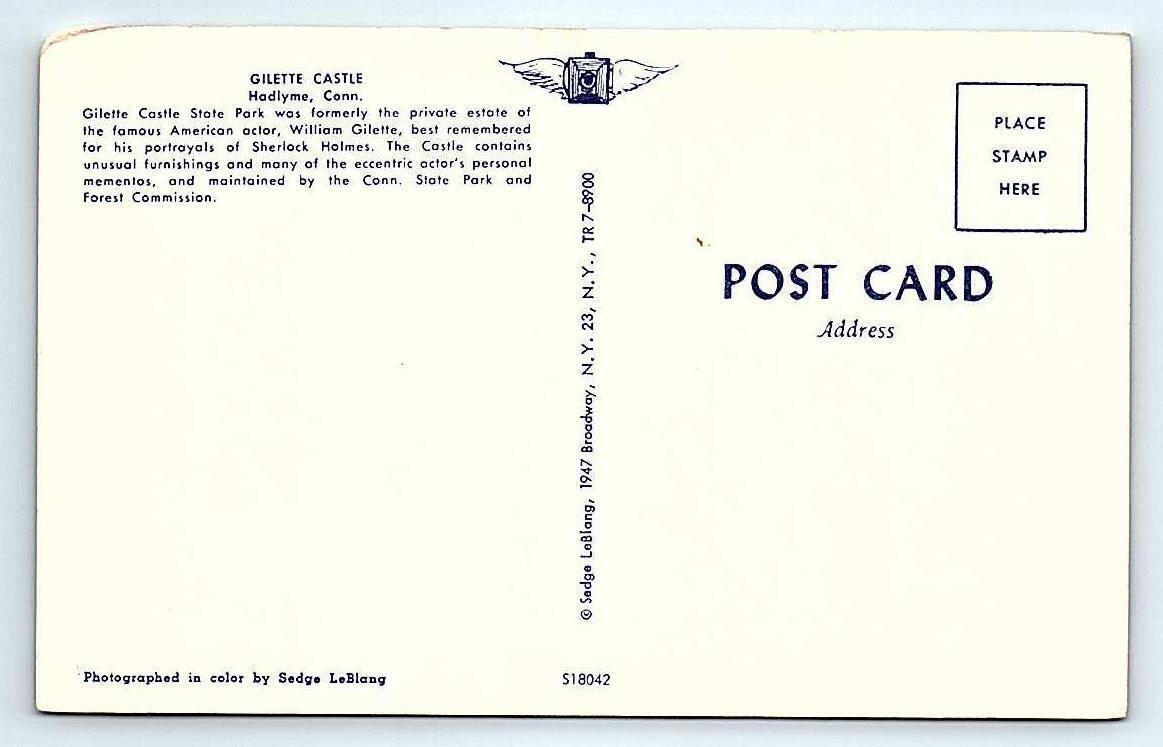 GILETTE CASTLE
Hadlyme, Conn.
Gilette Castle State Park was formerly the private estate of
the famous American actor, William Gilette, best remembered
for his portrayals of Sherlock Holmes. The Castle contains
unusual furnishings and many of the eccentric actor's personal
mementos, and maintained by the Conn. State Park and
Forest Commission.
© Sedge LeBlang, 1947 Broadway, N.Y. 23, N.Y., TR 7-8900
PLACE
STAMP
HERE
POST CARD
Address
Photographed in color by Sedge LeBlang
S18042